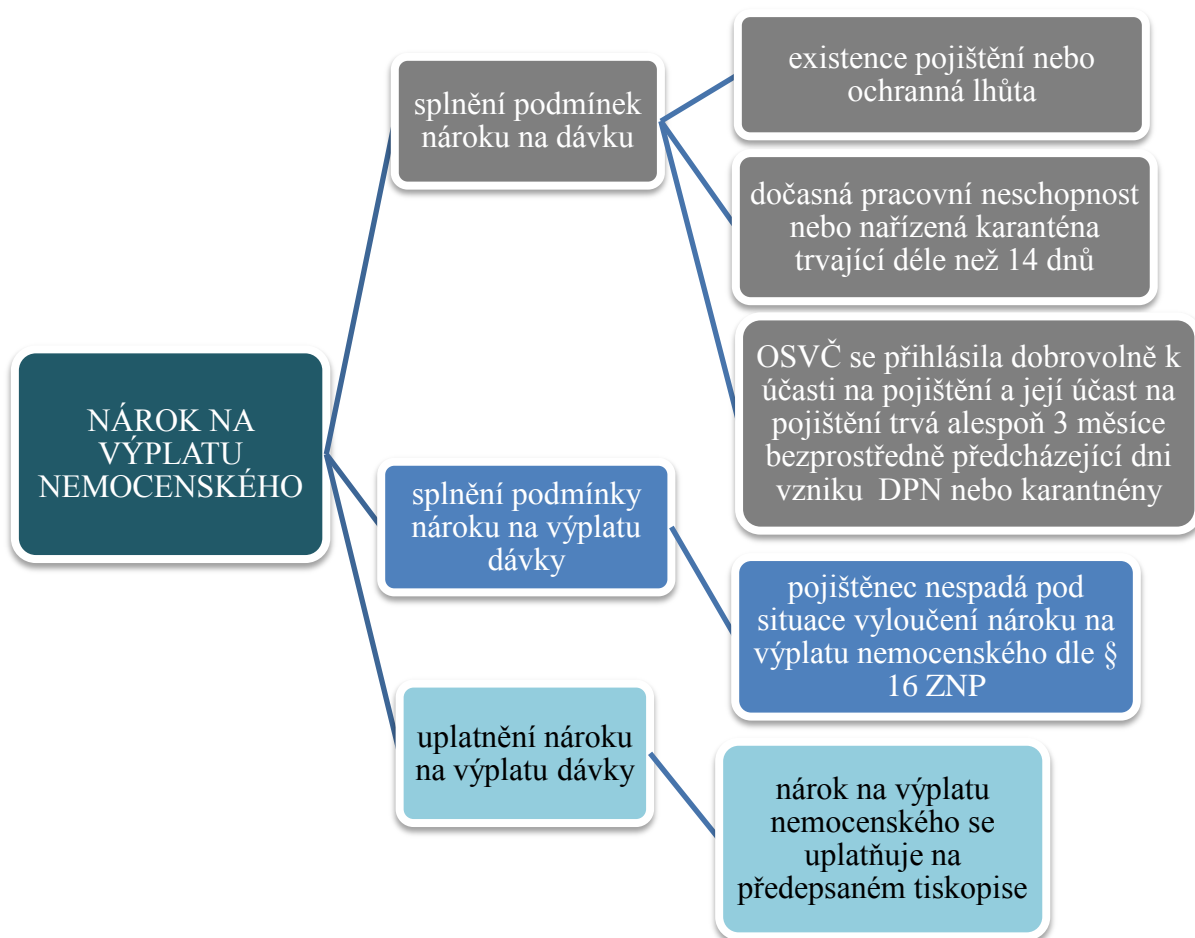 NÁROK NA
VÝPLATU
NEMOCENSKÉHO
splnění podmínek
nároku na dávku
existence pojištění nebo
ochranná lhůta
dočasná pracovní neschopnost
nebo nařízená karanténa
trvající déle než 14 dnů
OSVČ se přihlásila dobrovolně k
účasti na pojištění a její účast na
pojištění trvá alespoň 3 měsíce
bezprostředně předcházející dni
vzniku DPN nebo karantnény
splnění podmínky
nároku na výplatu
dávky
pojištěnec nespadá pod
situace vyloučení nároku na
výplatu nemocenského dle §
16 ZNP
uplatnění nároku
na výplatu dávky
nárok na výplatu
nemocenského se
uplatňuje na
předepsaném tiskopise